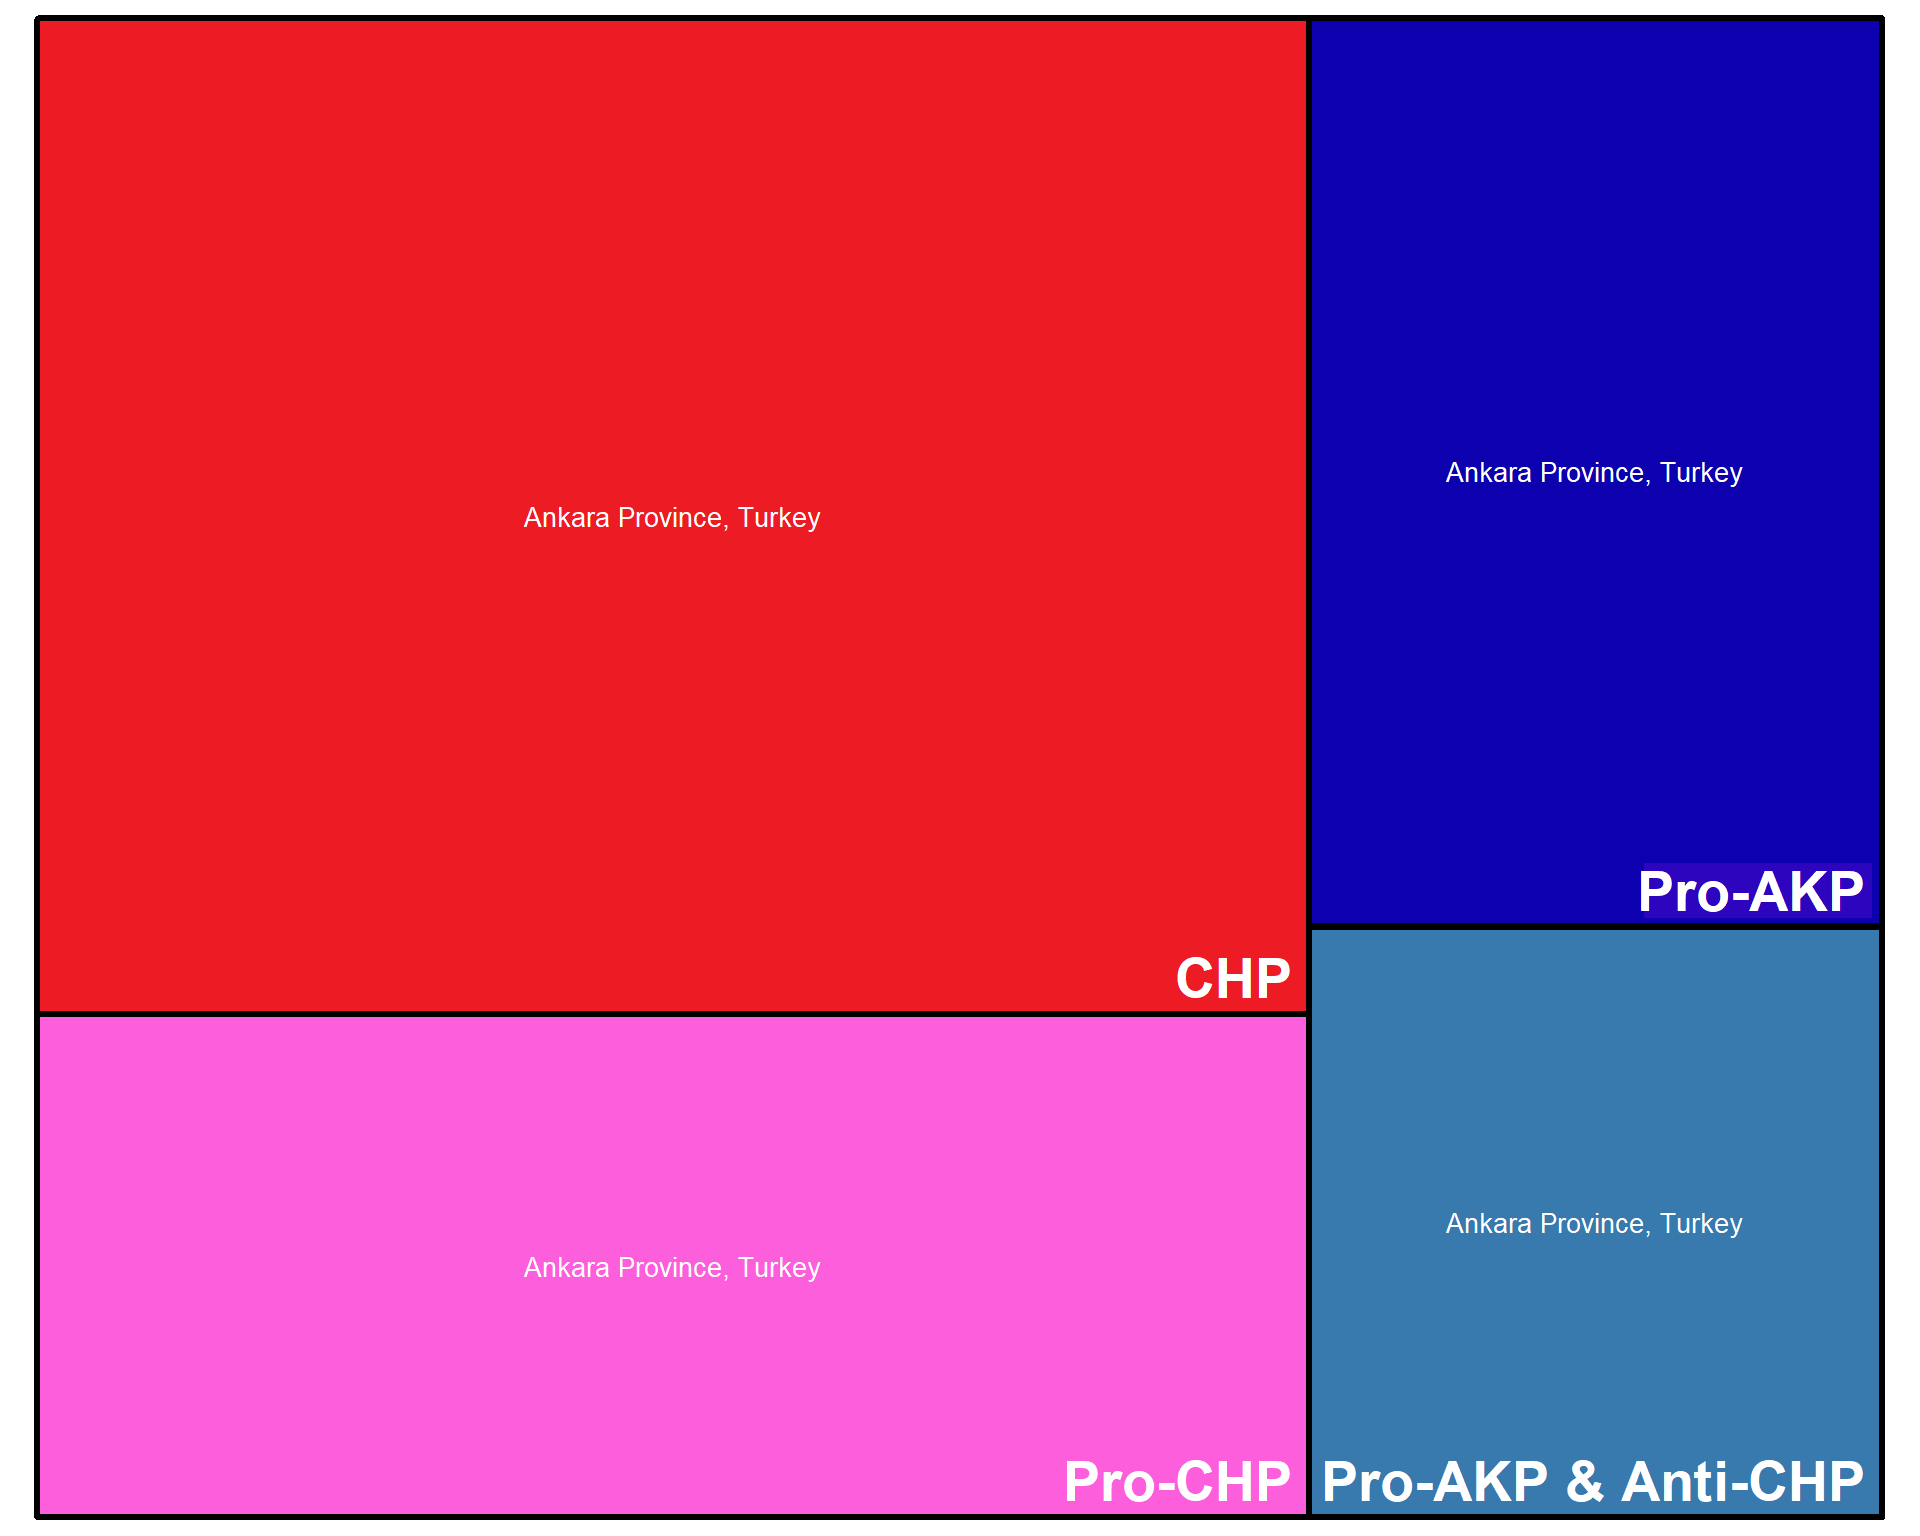 Ankara Province, Turkey
CHP
Ankara Province, Turkey
Pro-AKP
Ankara Province, Turkey
Pro-CHP
Ankara Province, Turkey
Pro-AKP & Anti-CHP